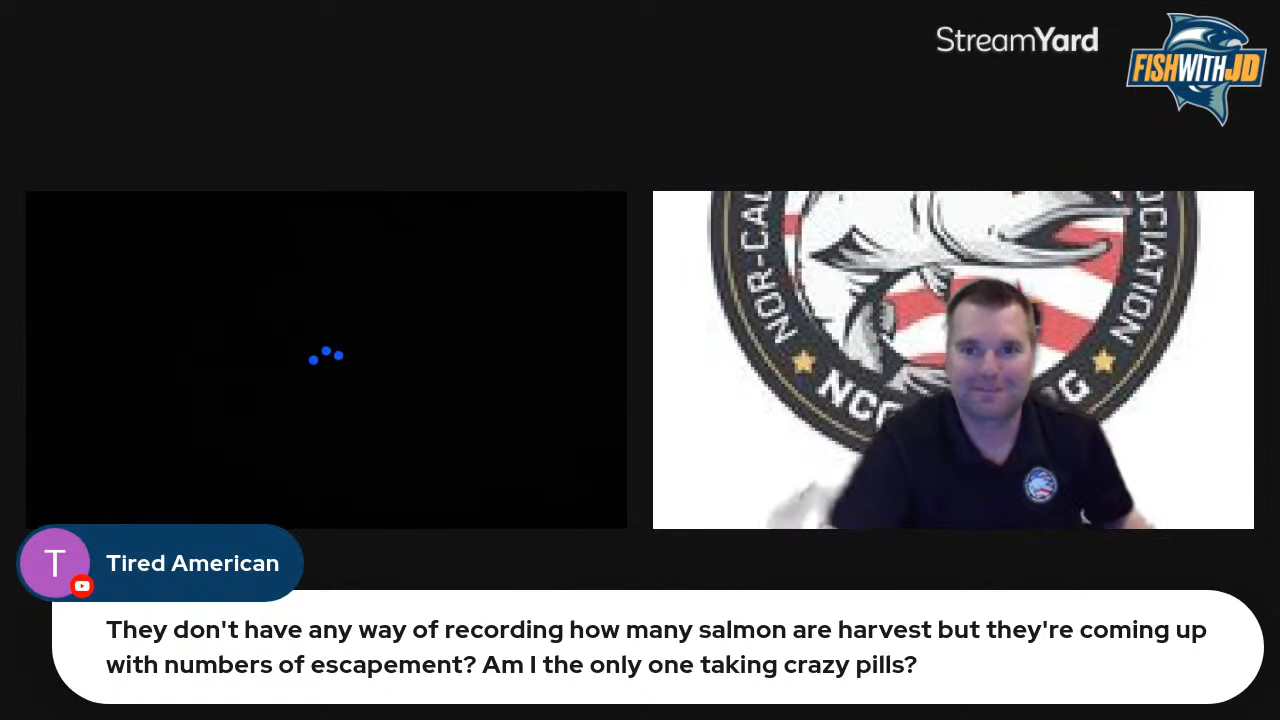 StreamYard
FISHWITHJD
NOR-CAL
OCIATION
NCG
G
T
Tired American
They don't have any way of recording how many salmon are harvest but they're coming up
with numbers of escapement? Am I the only one taking crazy pills?